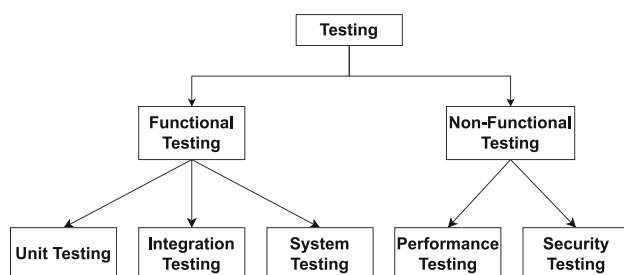 Testing
Functional
Testing
Non-Functional
Testing
Unit Testing
Integration
Testing
System
Testing
Performance
Testing
Security
Testing